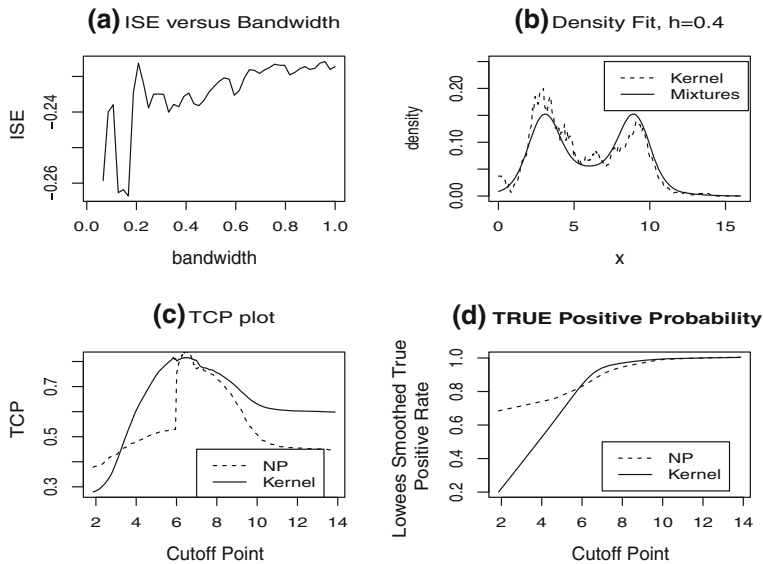 (a) ISE versus Bandwidth
ISE
-0.24
-0.26
0.0 0.2 0.4 0.6 0.8 1.0
bandwidth
(b) Density Fit, h=0.4
density
0.20
0.10
0.00
Kernel
Mixtures
0 5 10 15
x
(c) TCP plot
TCP
0.7
0.5
0.3
NP
Kernel
2 4 6 8 10 12 14
Cutoff Point
(d) TRUE Positive Probability
Lowees Smoothed True
Positive Rate
1.0
0.8
0.6
0.4
0.2
NP
Kernel
2 4 6 8 10 12 14
Cutoff Point